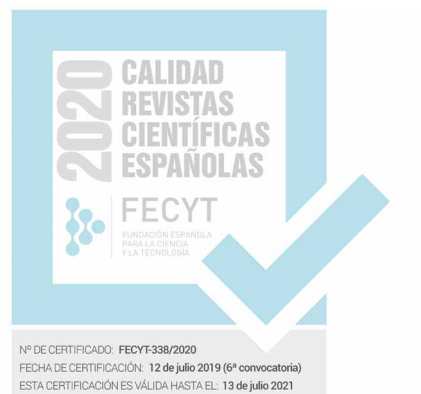 2020
CALIDAD
REVISTAS
CIENTÍFICAS
ESPAÑOLAS
FECYT
FUNDACIÓN ESPAÑOLA
PARA LA CIENCIA
Y LA TECNOLOGÍA
Nº DE CERTIFICADO: FECYT-338/2020
FECHA DE CERTIFICACIÓN: 12 de julio 2019 (6ª convocatoria)
ESTA CERTIFICACIÓN ES VÁLIDA HASTA EL: 13 de julio 2021